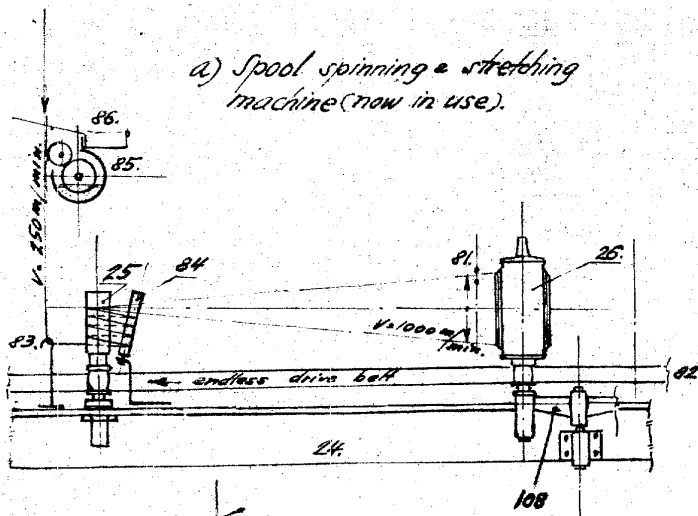 a) Spool spinning & stretching
machine (now in use).
86.
85.
V = 250 m/min.
25
84
81.
26.
V=1000 m/
min.
83.
← endless drive belt
82
24.
108